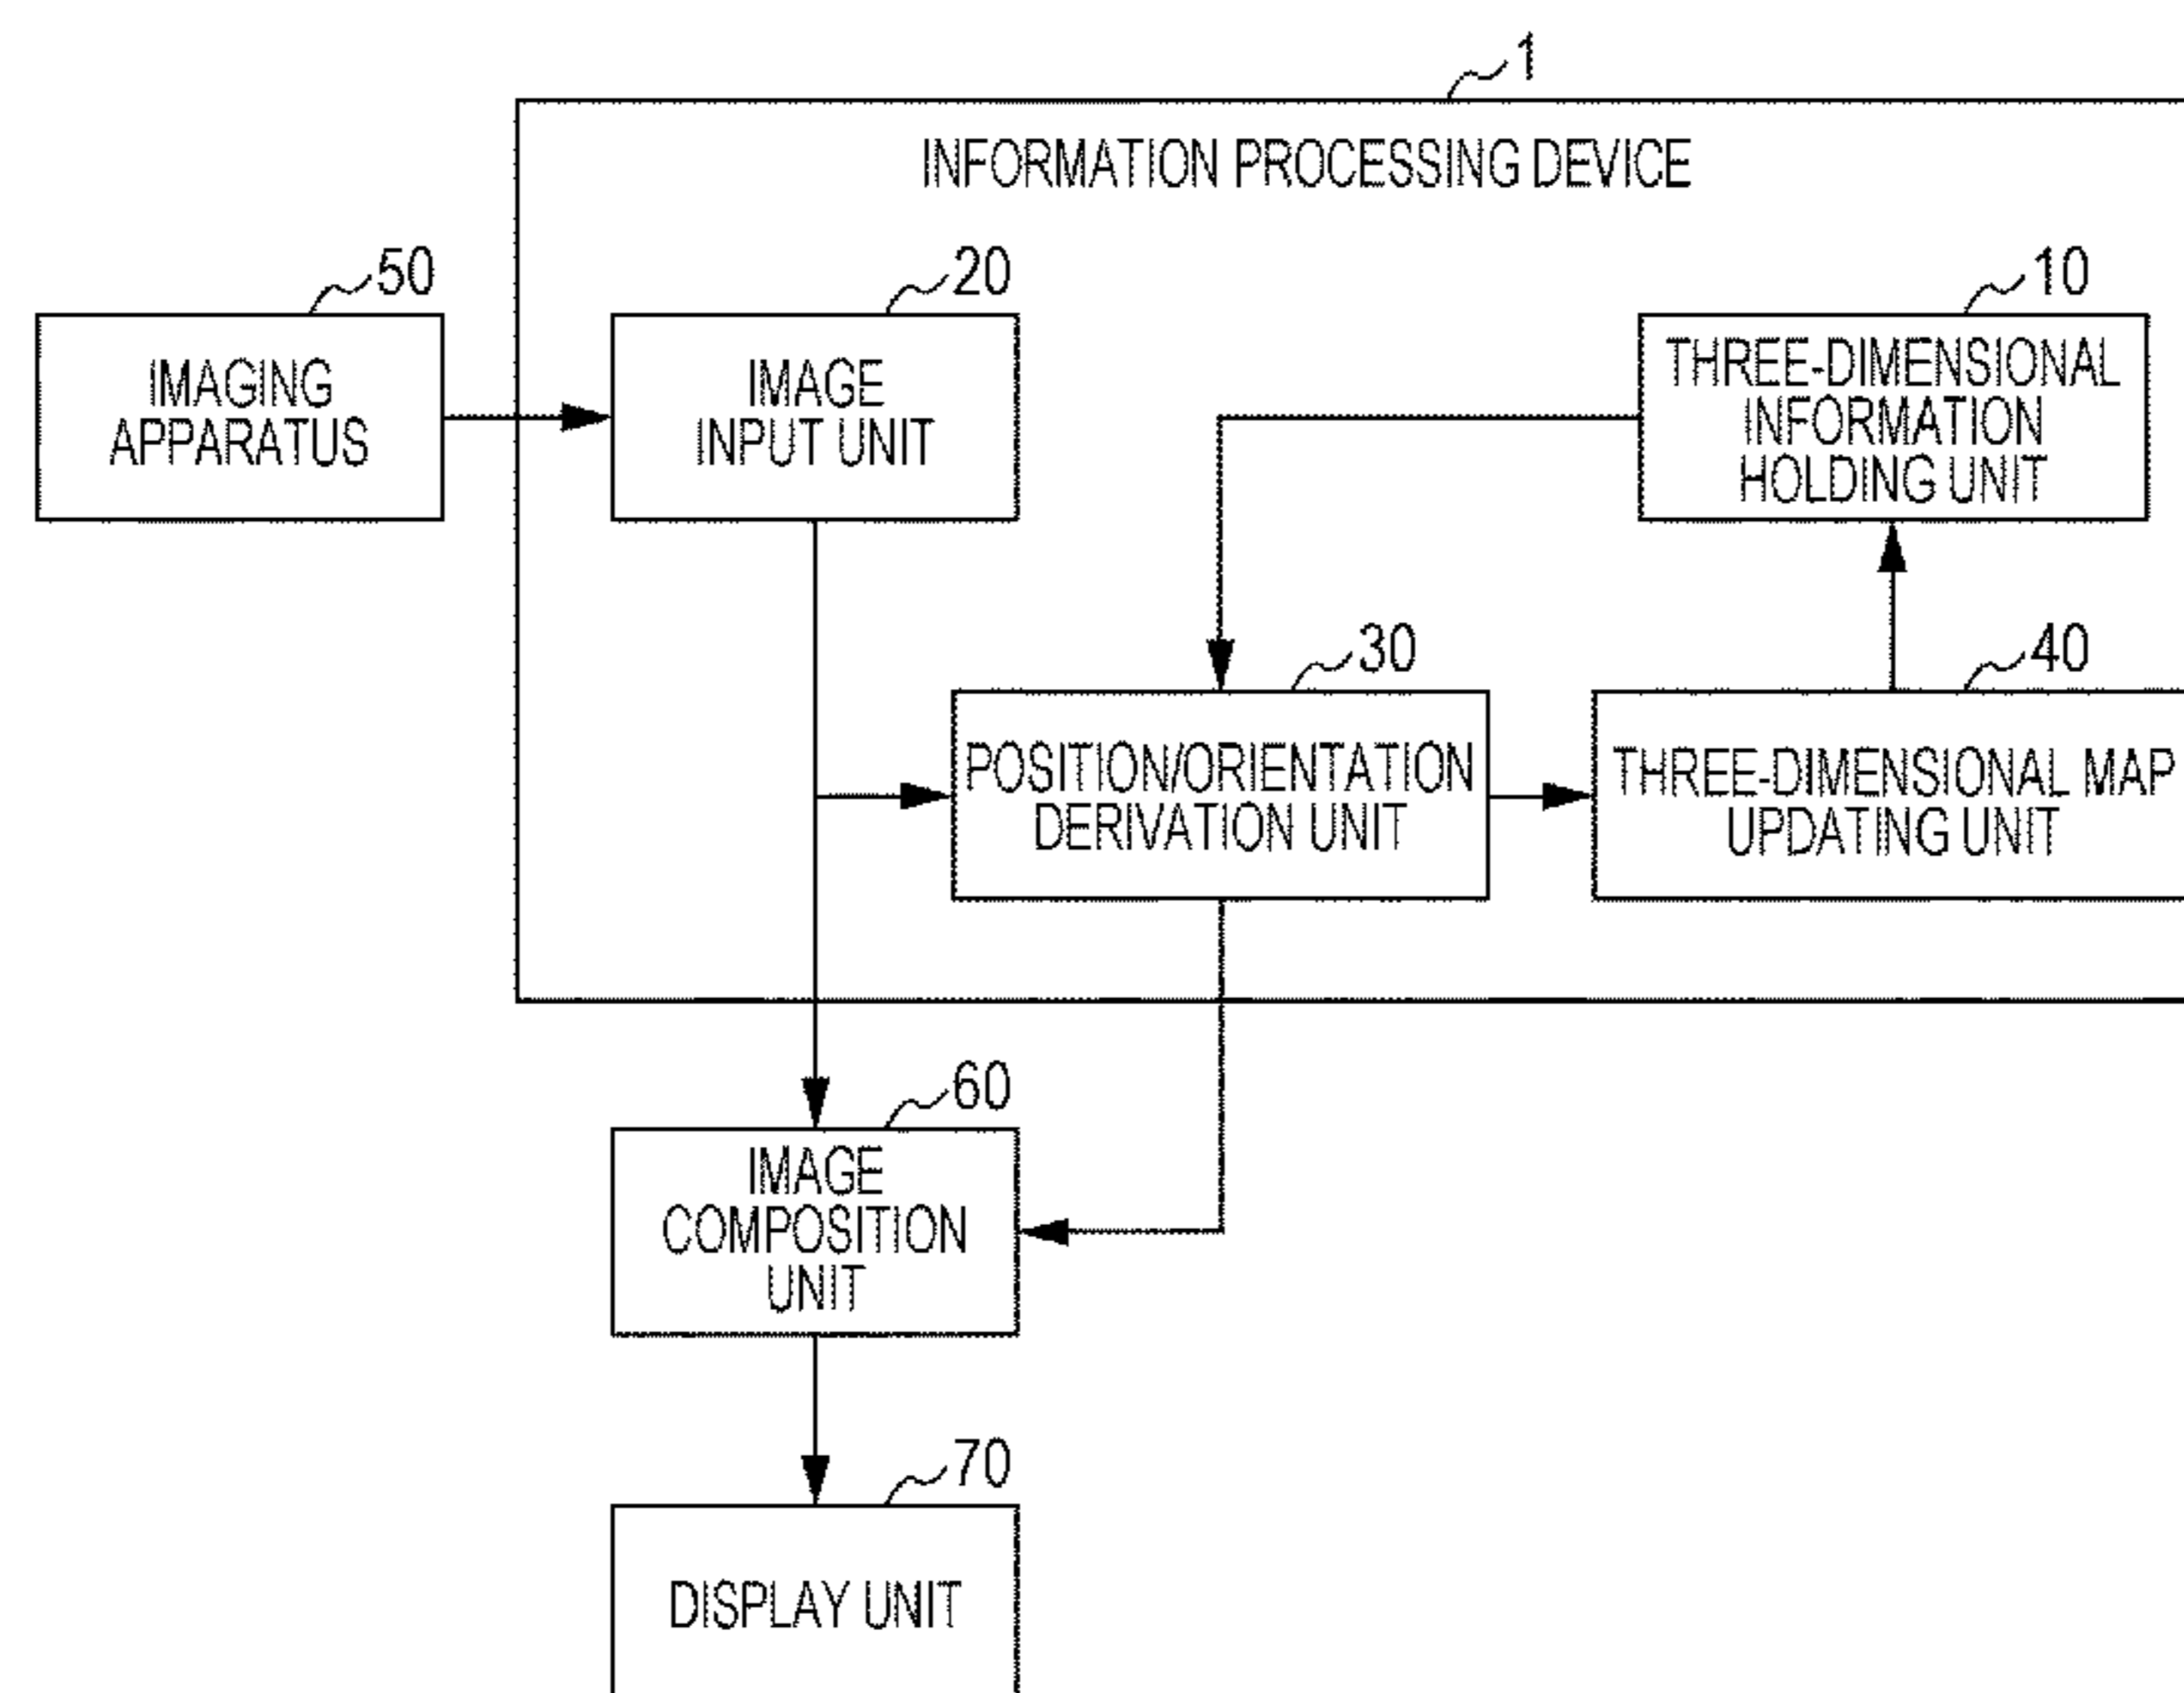 1
INFORMATION PROCESSING DEVICE
50
20
10
IMAGING
APPARATUS
IMAGE
INPUT UNIT
THREE-DIMENSIONAL
INFORMATION
HOLDING UNIT
30
40
POSITION/ORIENTATION
DERIVATION UNIT
THREE-DIMENSIONAL MAP
UPDATING UNIT
60
IMAGE
COMPOSITION
UNIT
70
DISPLAY UNIT